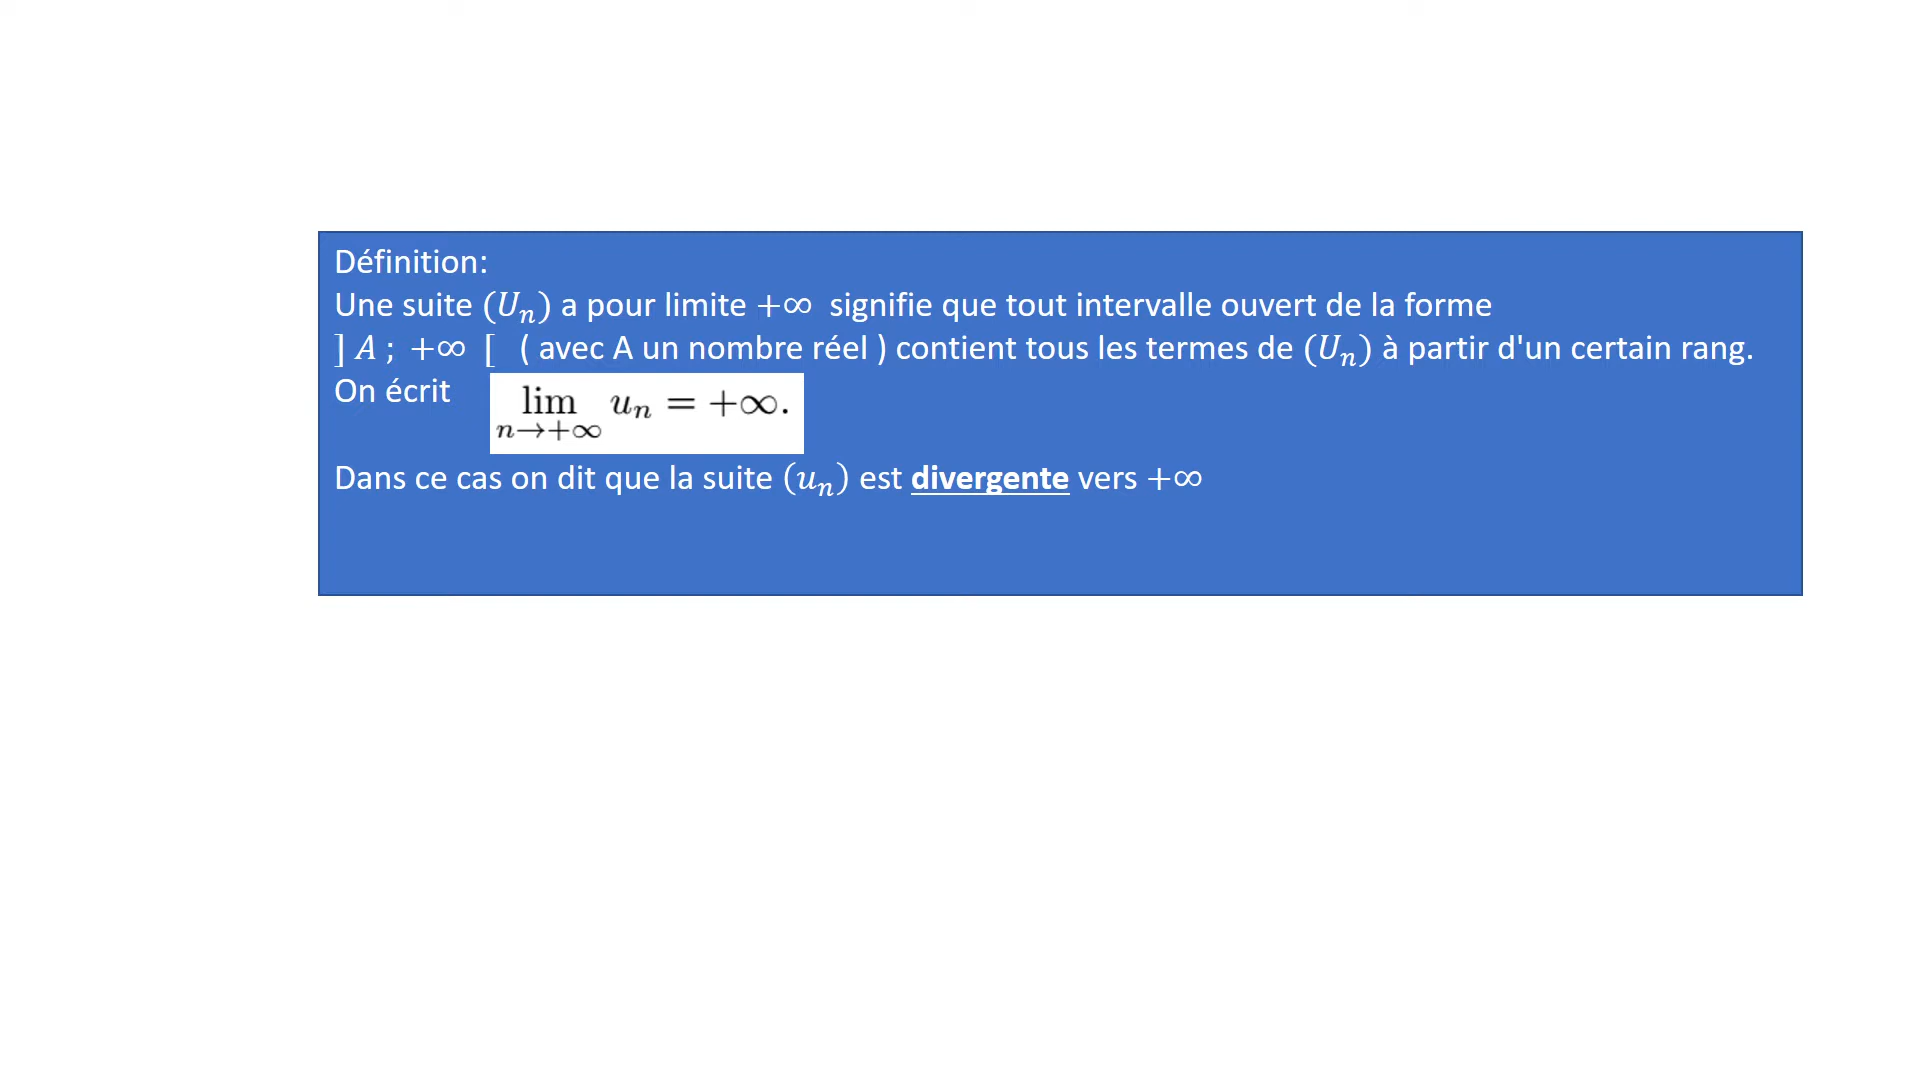 Définition:
Une suite (Uₙ) a pour limite +∞ signifie que tout intervalle ouvert de la forme
] A ; +∞ [ ( avec A un nombre réel ) contient tous les termes de (Uₙ) à partir d'un certain rang.
On écrit lim n→+∞ uₙ = +∞.
Dans ce cas on dit que la suite (uₙ) est divergente vers +∞